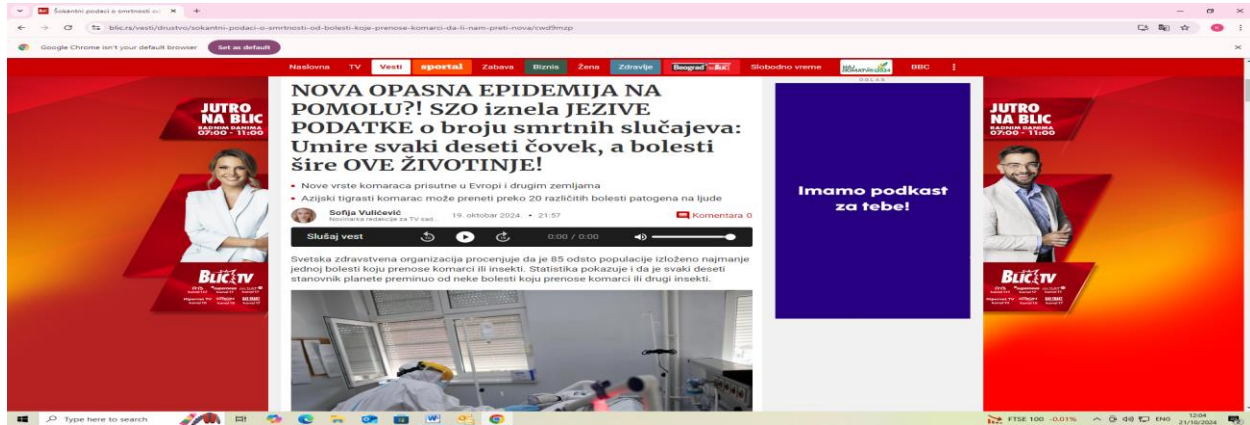 Šokantni podaci o smrtnosti od
blic.rs/vesti/drustvo/sokantni-podaci-o-smrtnosti-od-bolesti-koje-prenose-komarci-da-li-nam-preti-nova/cwd9mzp
Google Chrome isn't your default browser
Set as default
Naslovna TV Vesti sportal Zabava Biznis Žena Zdravlje Beograd Slobodno vreme BBC
OGLAS
NOVA OPASNA EPIDEMIJA NA
POMOLU?! SZO iznela JEZIVE
PODATKE o broju smrtnih slučajeva:
Umire svaki deseti čovek, a bolesti
šire OVE ŽIVOTINJE!
Nove vrste komaraca prisutne u Evropi i drugim zemljama
Azijski tigrasti komarac može preneti preko 20 različitih bolesti patogena na ljude
Sofija Vulićević
Novinarka redakcije za TV sad...
19. oktobar 2024. • 21:57
Komentara 0
Slušaj vest
0:00 / 0:00
Svetska zdravstvena organizacija procenjuje da je 85 odsto populacije izloženo najmanje
jednoj bolesti koju prenose komarci ili insekti. Statistika pokazuje i da je svaki deseti
stanovnik planete preminuo od neke bolesti koju prenose komarci ili drugi insekti.
JUTRO
NA BLIC
RADNIM DANIMA
07:00 - 11:00
BLIC TV
Imamo podkast
za tebe!
JUTRO
NA BLIC
RADNIM DANIMA
07:00 - 11:00
BLIC TV
Type here to search
FTSE 100 -0.01%
ENG
12:04
21/10/2024